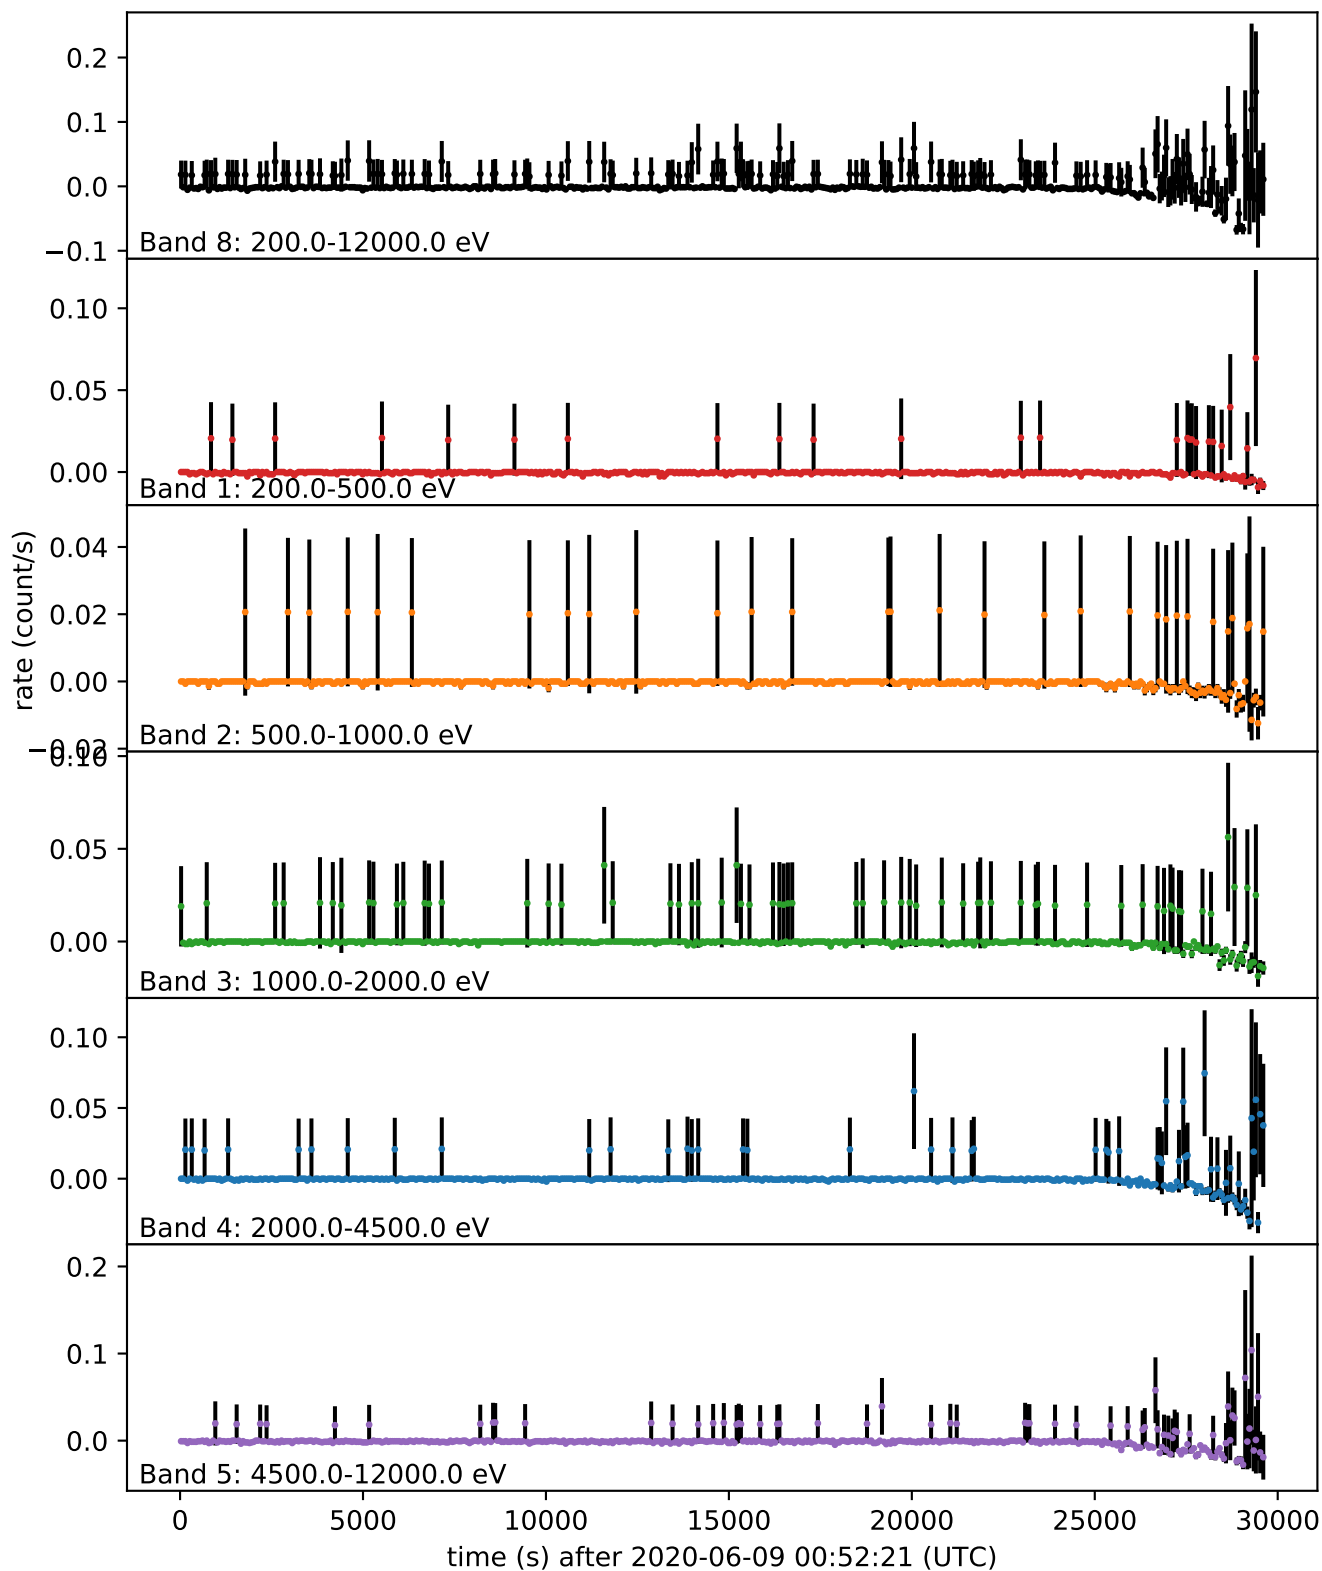 0.2
0.1
0.0
−0.1
Band 8: 200.0-12000.0 eV
0.10
0.05
0.00
Band 1: 200.0-500.0 eV
rate (count/s)
0.04
0.02
0.00
−0.02
Band 2: 500.0-1000.0 eV
0.10
0.05
0.00
Band 3: 1000.0-2000.0 eV
0.10
0.05
0.00
Band 4: 2000.0-4500.0 eV
0.2
0.1
0.0
Band 5: 4500.0-12000.0 eV
0 5000 10000 15000 20000 25000 30000
time (s) after 2020-06-09 00:52:21 (UTC)